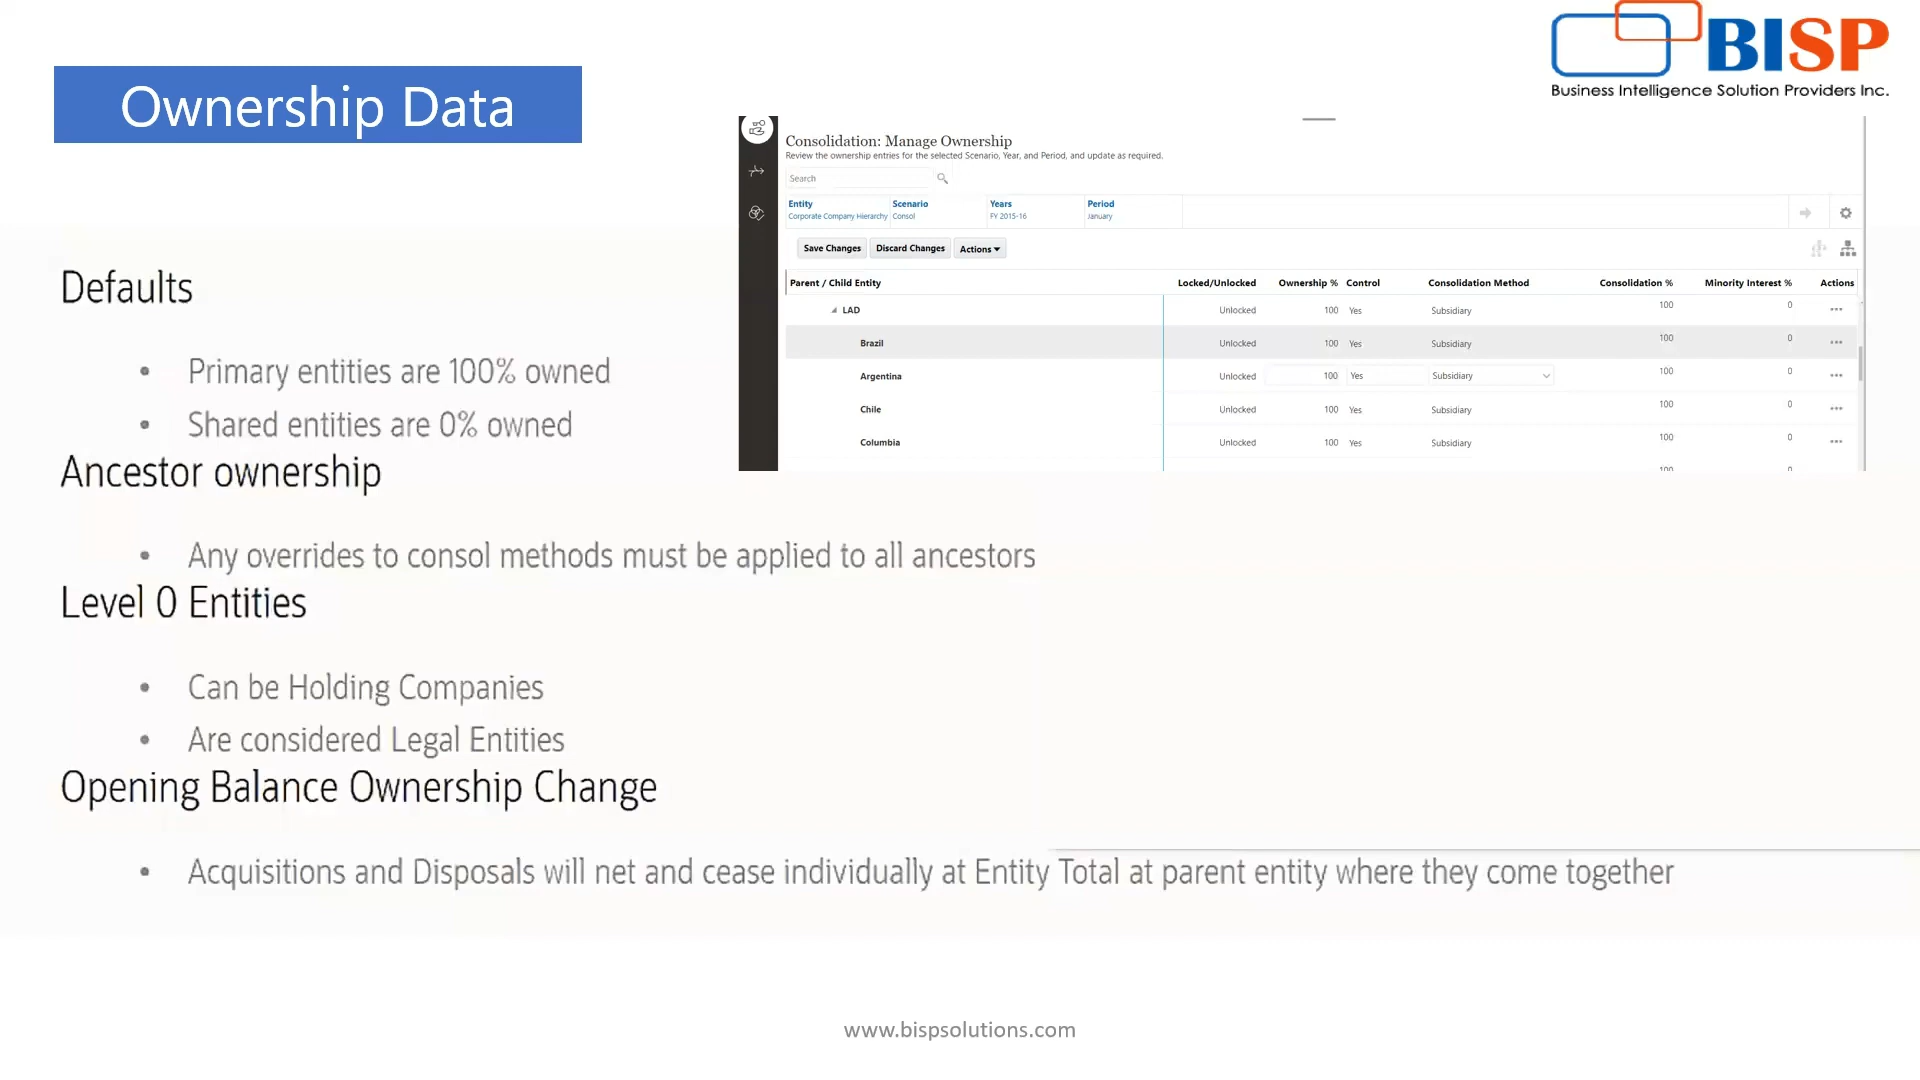 BISP
Business Intelligence Solution Providers Inc.
Ownership Data
Consolidation: Manage Ownership
Review the ownership entries for the selected Scenario, Year, and Period, and update as required.
Search
Entity Scenario Years Period
Corporate Company Hierarchy Consol FY 2015-16 January
Save Changes Discard Changes Actions
Parent / Child Entity Locked/Unlocked Ownership % Control Consolidation Method Consolidation % Minority Interest % Actions
LAD Unlocked 100 Yes Subsidiary 100 0 ...
Brazil Unlocked 100 Yes Subsidiary 100 0 ...
Argentina Unlocked 100 Yes Subsidiary 100 0 ...
Chile Unlocked 100 Yes Subsidiary 100 0 ...
Columbia Unlocked 100 Yes Subsidiary 100 0 ...
100 0
Defaults
• Primary entities are 100% owned
• Shared entities are 0% owned
Ancestor ownership
• Any overrides to consol methods must be applied to all ancestors
Level 0 Entities
• Can be Holding Companies
• Are considered Legal Entities
Opening Balance Ownership Change
• Acquisitions and Disposals will net and cease individually at Entity Total at parent entity where they come together
www.bispsolutions.com